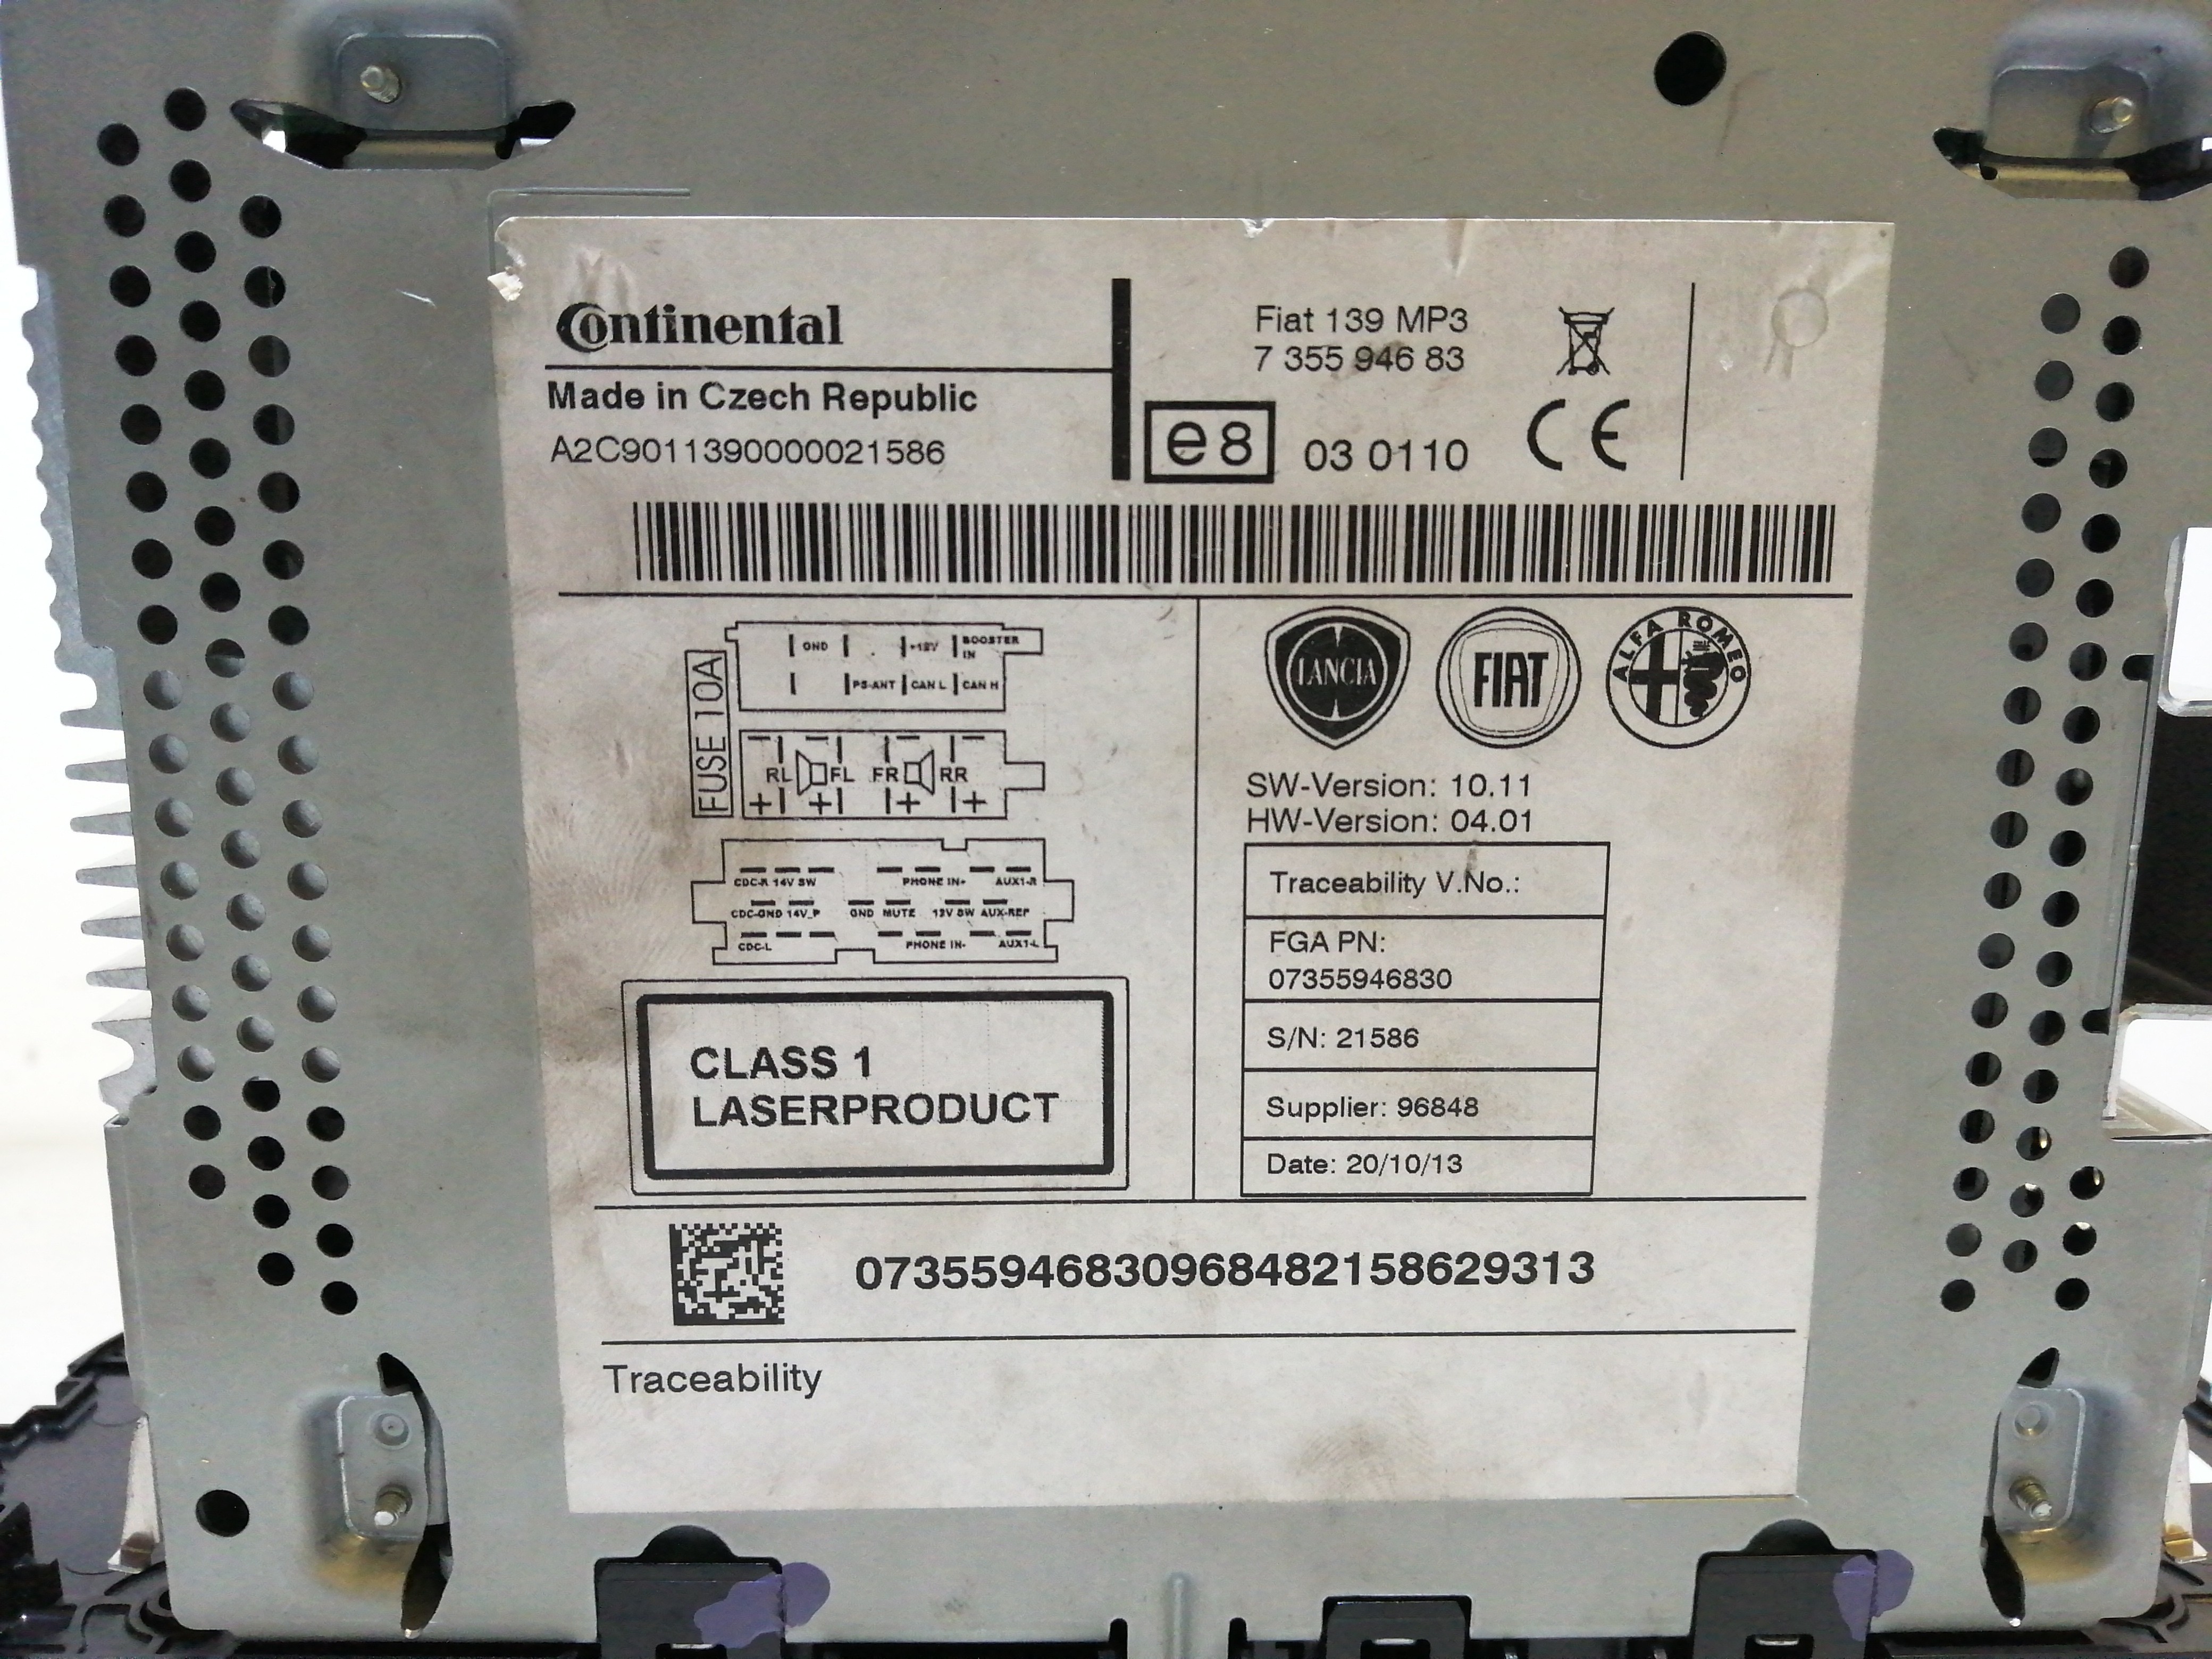 Continental
Made in Czech Republic
A2C9011390000021586
Fiat 139 MP3
7 355 946 83
e8 03 0110 CE
FUSE 10A
GND +12V BOOSTER IN
PS-ANT CAN L CAN H
RL FL FR RR
CDC-R 14V SW PHONE IN+ AUX1-R
CDC-GND 14V_P GND MUTE 12V SW AUX-REF
CDC-L PHONE IN- AUX1-L
CLASS 1
LASERPRODUCT
LANCIA FIAT ALFA ROMEO
SW-Version: 10.11
HW-Version: 04.01
Traceability V.No.:
FGA PN:
07355946830
S/N: 21586
Supplier: 96848
Date: 20/10/13
07355946830968482158629313
Traceability